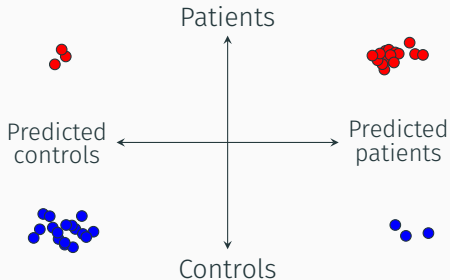 Patients
Predicted
controls
Predicted
patients
Controls